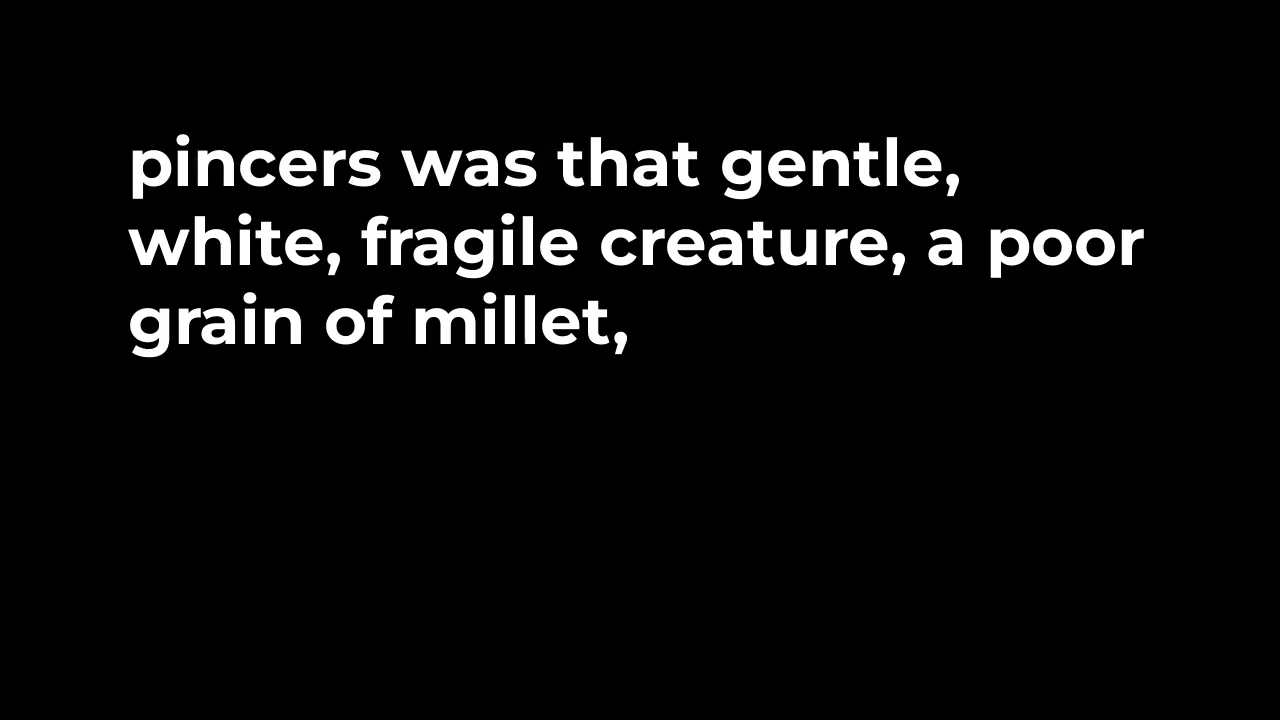 pincers was that gentle,
white, fragile creature, a poor
grain of millet,